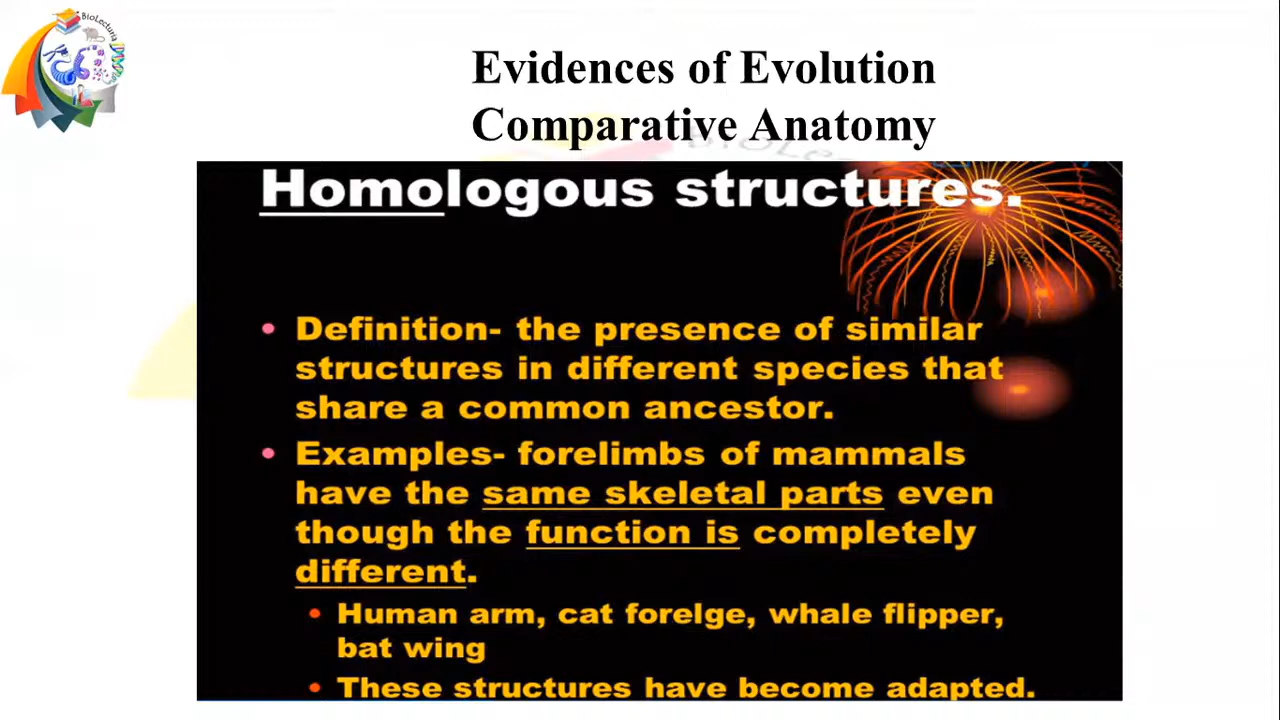 BioLectures
Evidences of Evolution
Comparative Anatomy
Homologous structures.
• Definition- the presence of similar
structures in different species that
share a common ancestor.
• Examples- forelimbs of mammals
have the same skeletal parts even
though the function is completely
different.
• Human arm, cat forelge, whale flipper,
bat wing
• These structures have become adapted.